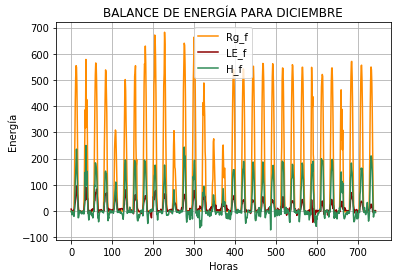 BALANCE DE ENERGÍA PARA DICIEMBRE
Rg_f
LE_f
H_f
700
600
500
400
300
200
100
0
−100
Energía
0 100 200 300 400 500 600 700
Horas